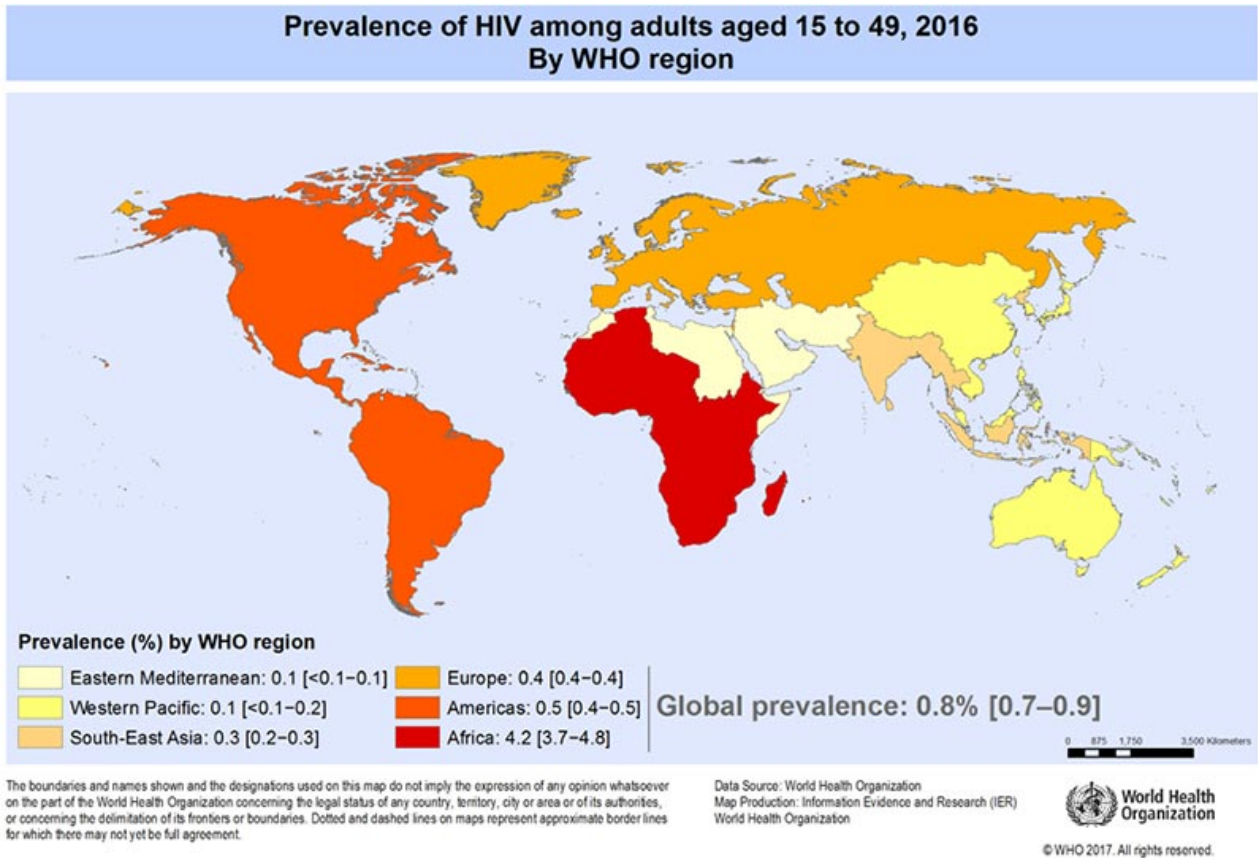 Prevalence of HIV among adults aged 15 to 49, 2016
By WHO region
Prevalence (%) by WHO region
Eastern Mediterranean: 0.1 [<0.1–0.1]
Western Pacific: 0.1 [<0.1–0.2]
South-East Asia: 0.3 [0.2–0.3]
Europe: 0.4 [0.4–0.4]
Americas: 0.5 [0.4–0.5]
Africa: 4.2 [3.7–4.8]
Global prevalence: 0.8% [0.7–0.9]
0 875 1,750 3,500 Kilometers
The boundaries and names shown and the designations used on this map do not imply the expression of any opinion whatsoever
on the part of the World Health Organization concerning the legal status of any country, territory, city or area or of its authorities,
or concerning the delimitation of its frontiers or boundaries. Dotted and dashed lines on maps represent approximate border lines
for which there may not yet be full agreement.
Data Source: World Health Organization
Map Production: Information Evidence and Research (IER)
World Health Organization
World Health
Organization
© WHO 2017. All rights reserved.